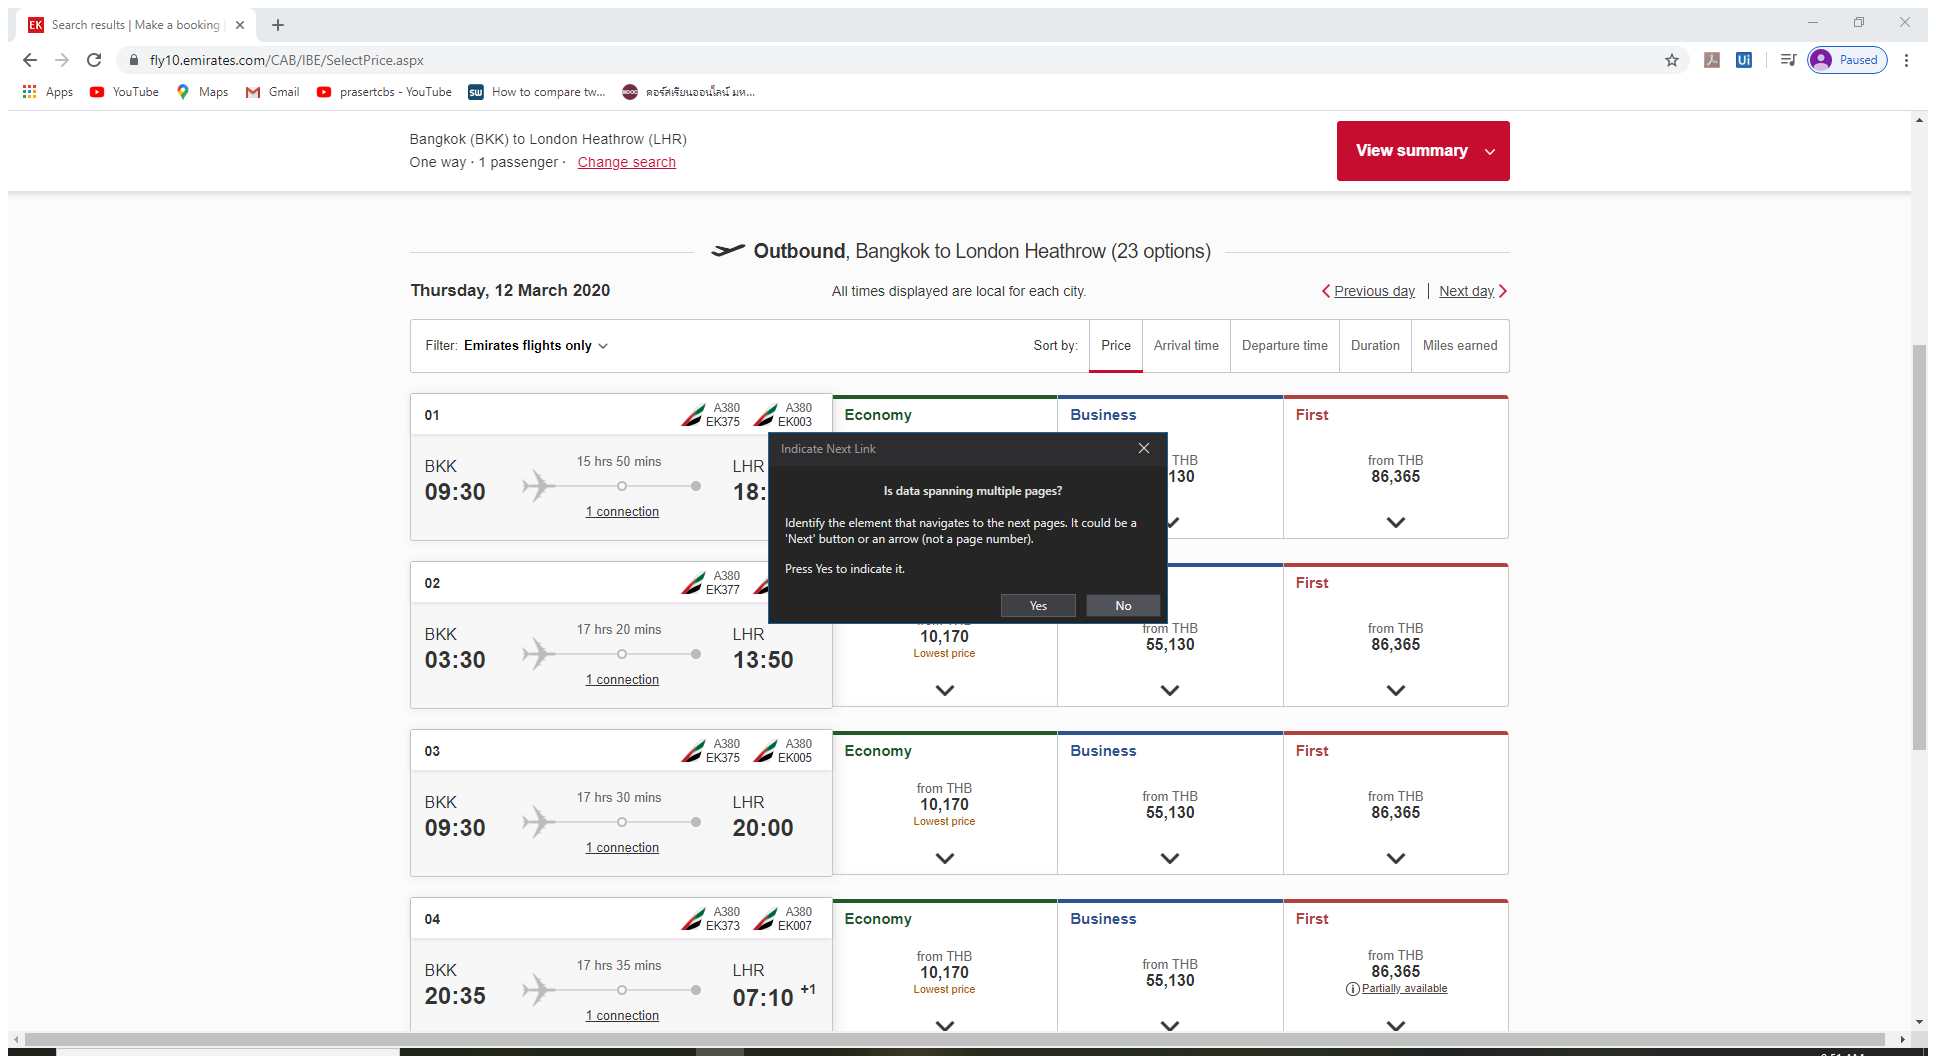 EK Search results | Make a booking
fly10.emirates.com/CAB/IBE/SelectPrice.aspx
Ui
Paused
Apps
YouTube
Maps
Gmail
prasertcbs - YouTube
SW How to compare tw...
MOOC คอร์สเรียนออนไลน์ มห...
Bangkok (BKK) to London Heathrow (LHR)
One way · 1 passenger · Change search
View summary
Outbound, Bangkok to London Heathrow (23 options)
Thursday, 12 March 2020
All times displayed are local for each city.
Previous day | Next day
Filter: Emirates flights only
Sort by: Price Arrival time Departure time Duration Miles earned
01
A380 EK375
A380 EK003
Economy
Business
First
BKK 09:30
15 hrs 50 mins
1 connection
LHR 18:
THB
130
from THB
86,365
Indicate Next Link
Is data spanning multiple pages?
Identify the element that navigates to the next pages. It could be a
'Next' button or an arrow (not a page number).
Press Yes to indicate it.
Yes
No
02
A380 EK377
First
BKK 03:30
17 hrs 20 mins
1 connection
LHR 13:50
10,170
Lowest price
from THB
55,130
from THB
86,365
03
A380 EK375
A380 EK005
Economy
Business
First
BKK 09:30
17 hrs 30 mins
1 connection
LHR 20:00
from THB
10,170
Lowest price
from THB
55,130
from THB
86,365
04
A380 EK373
A380 EK007
Economy
Business
First
BKK 20:35
17 hrs 35 mins
1 connection
LHR 07:10 +1
from THB
10,170
Lowest price
from THB
55,130
from THB
86,365
Partially available